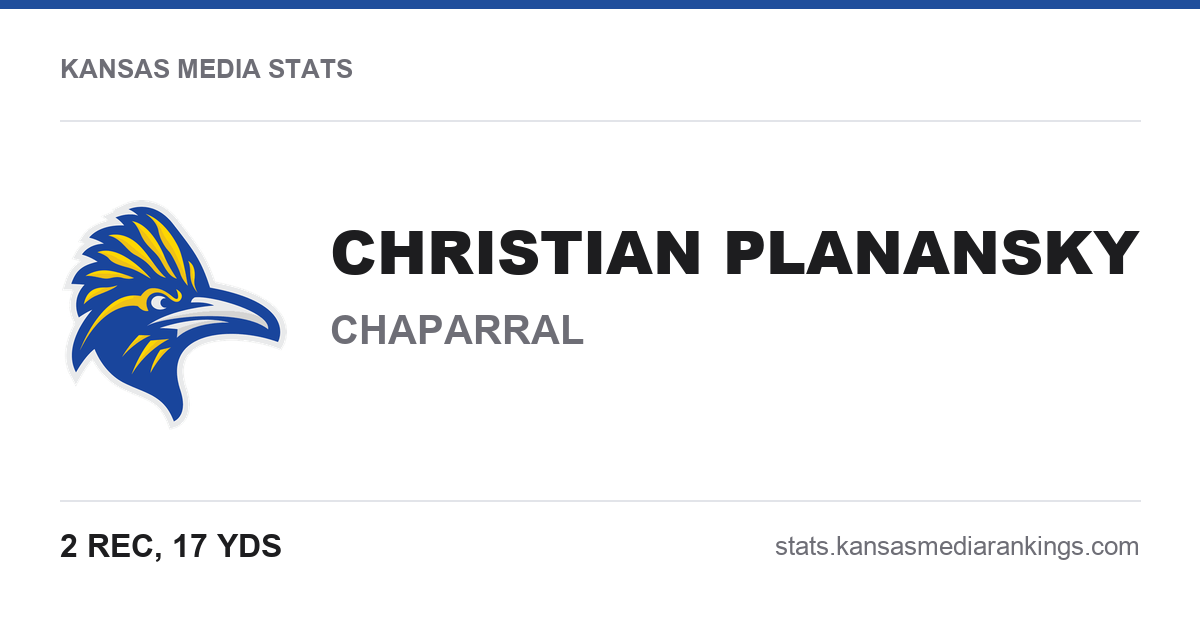 KANSAS MEDIA STATS
CHRISTIAN PLANANSKY
CHAPARRAL
2 REC, 17 YDS
stats.kansasmediarankings.com